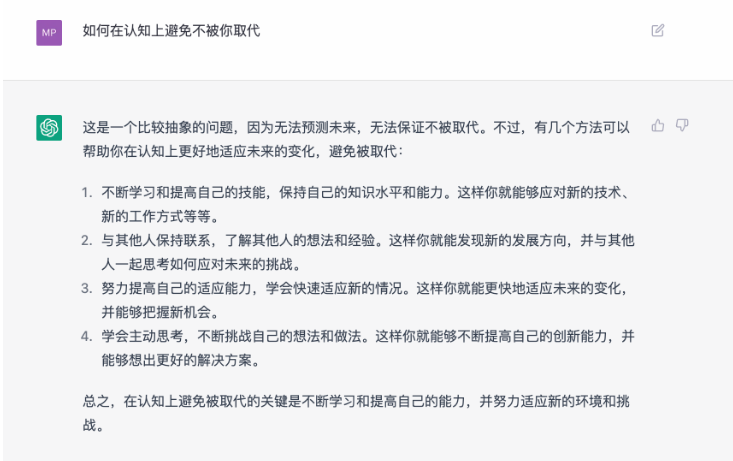 MP
如何在认知上避免不被你取代
这是一个比较抽象的问题，因为无法预测未来，无法保证不被取代。不过，有几个方法可以
帮助你在认知上更好地适应未来的变化，避免被取代：
1. 不断学习和提高自己的技能，保持自己的知识水平和能力。这样你就能够应对新的技术、
新的工作方式等等。
2. 与其他人保持联系，了解其他人的想法和经验。这样你就能发现新的发展方向，并与其他
人一起思考如何应对未来的挑战。
3. 努力提高自己的适应能力，学会快速适应新的情况。这样你就能更快地适应未来的变化，
并能够把握新机会。
4. 学会主动思考，不断挑战自己的想法和做法。这样你就能够不断提高自己的创新能力，并
能够想出更好的解决方案。
总之，在认知上避免被取代的关键是不断学习和提高自己的能力，并努力适应新的环境和挑
战。